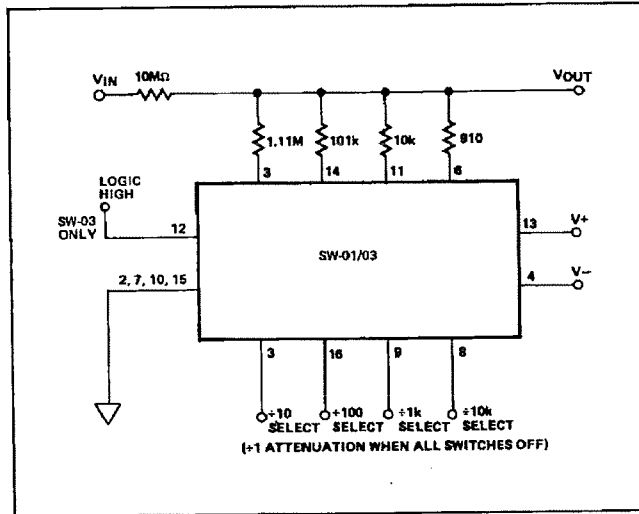 VIN 10MΩ VOUT
1.11M 101k 10k 910
3 14 11 6
LOGIC
HIGH
SW-03
ONLY
12
SW-01/03
13 V+
4 V−
2, 7, 10, 15
3 16 9 8
÷10 ÷100 ÷1k ÷10k
SELECT SELECT SELECT SELECT
(÷1 ATTENUATION WHEN ALL SWITCHES OFF)